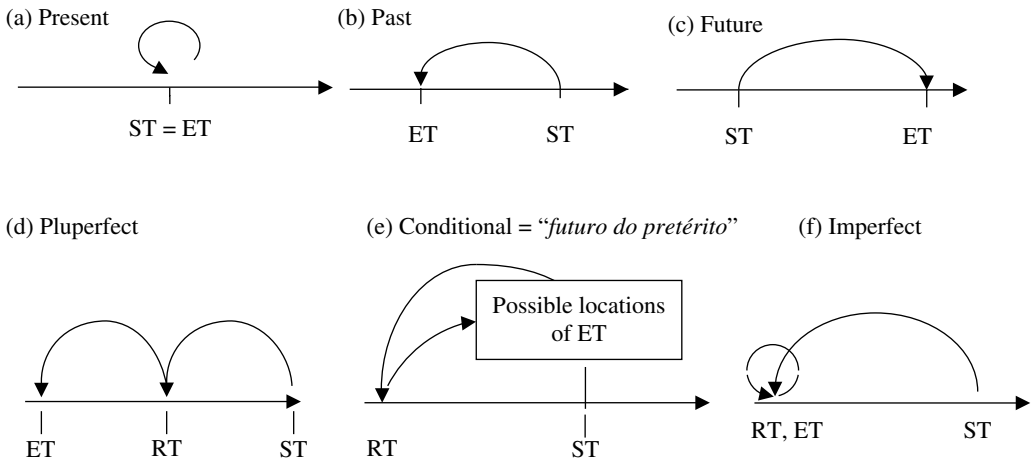 (a) Present
(b) Past
(c) Future
ST = ET
ET
ST
ST
ET
(d) Pluperfect
(e) Conditional = “futuro do pretérito”
(f) Imperfect
Possible locations
of ET
ET
RT
ST
RT
ST
RT, ET
ST